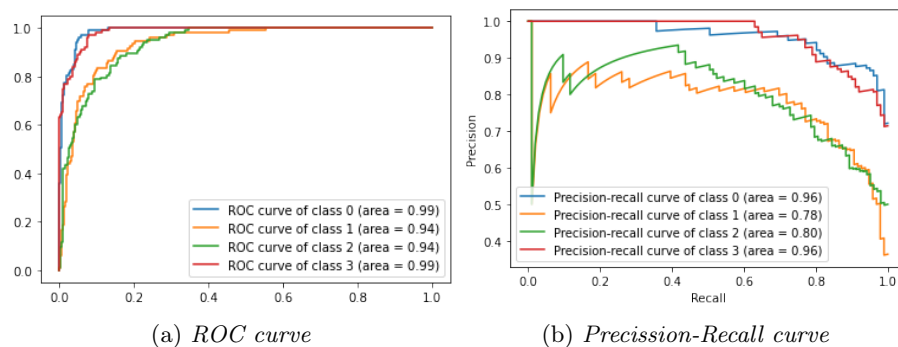 1.0
0.8
0.6
0.4
0.2
0.0
ROC curve of class 0 (area = 0.99)
ROC curve of class 1 (area = 0.94)
ROC curve of class 2 (area = 0.94)
ROC curve of class 3 (area = 0.99)
0.0 0.2 0.4 0.6 0.8 1.0
(a) ROC curve
Precision
1.0
0.9
0.8
0.7
0.6
0.5
0.4
Precision-recall curve of class 0 (area = 0.96)
Precision-recall curve of class 1 (area = 0.78)
Precision-recall curve of class 2 (area = 0.80)
Precision-recall curve of class 3 (area = 0.96)
0.0 0.2 0.4 0.6 0.8 1.0
Recall
(b) Precission-Recall curve